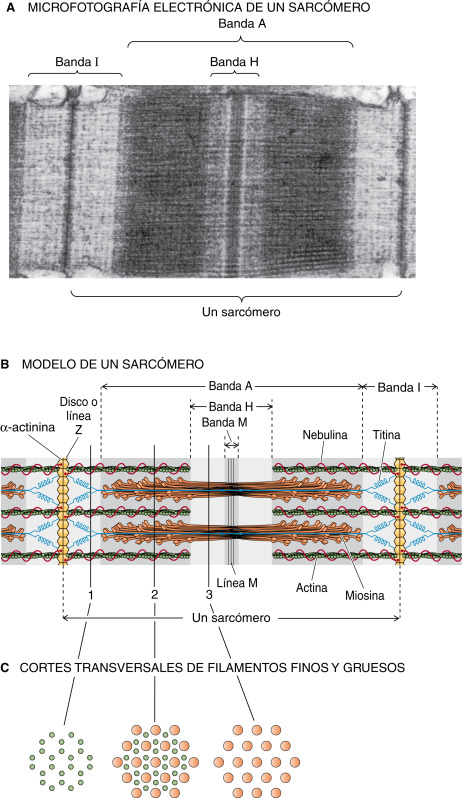 A MICROFOTOGRAFÍA ELECTRÓNICA DE UN SARCÓMERO
Banda A
Banda I
Banda H
Un sarcómero
B MODELO DE UN SARCÓMERO
Banda A
Banda I
Disco o
línea
Z
Banda H
α-actinina
Banda M
Nebulina
Titina
Línea M
Actina
Miosina
1
2
3
Un sarcómero
C CORTES TRANSVERSALES DE FILAMENTOS FINOS Y GRUESOS